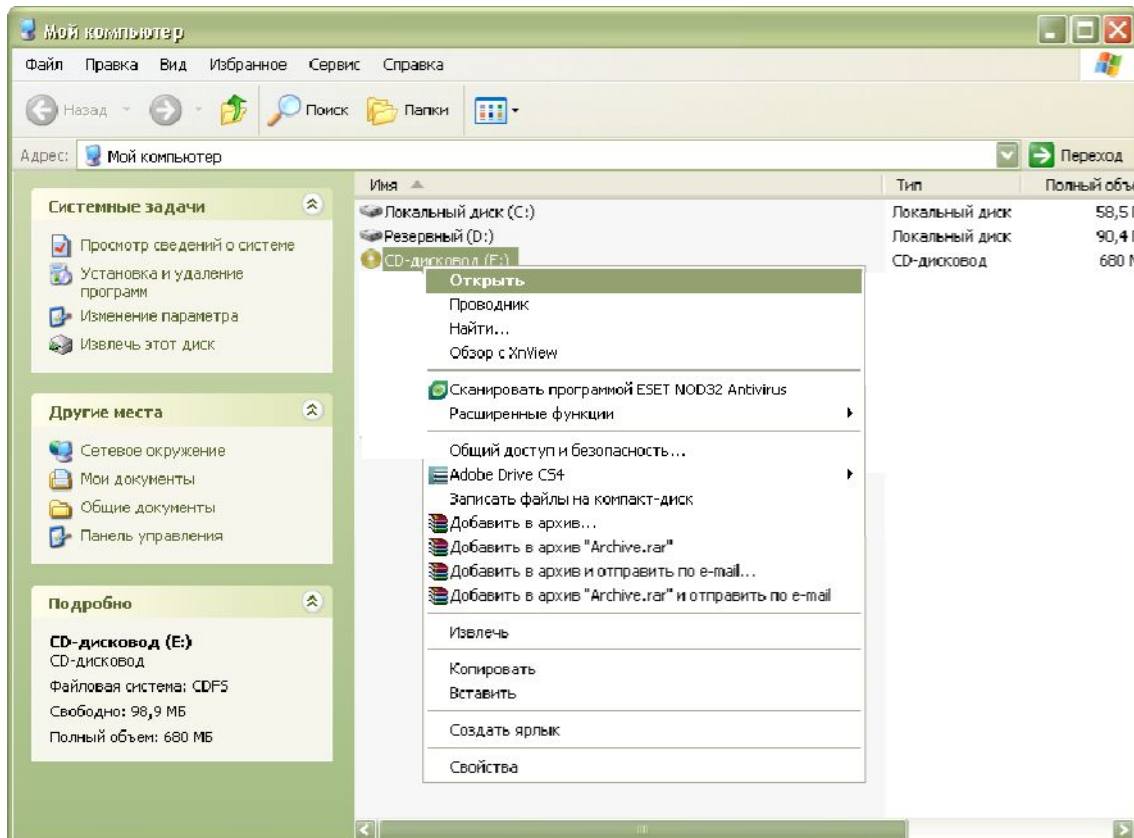 Мой компьютер
Файл Правка Вид Избранное Сервис Справка
Назад Поиск Папки
Адрес: Мой компьютер Переход
Имя Тип Полный объ
Системные задачи
Просмотр сведений о системе
Установка и удаление
программ
Изменение параметра
Извлечь этот диск
Другие места
Сетевое окружение
Мои документы
Общие документы
Панель управления
Подробно
CD-дисковод (E:)
CD-дисковод
Файловая система: CDFS
Свободно: 98,9 МБ
Полный объем: 680 МБ
Локальный диск (C:) Локальный диск 58,5
Резервный (D:) Локальный диск 90,4
CD-дисковод (E:) CD-дисковод 680
Открыть
Проводник
Найти...
Обзор с XnView
Сканировать программой ESET NOD32 Antivirus
Расширенные функции
Общий доступ и безопасность...
Adobe Drive CS4
Записать файлы на компакт-диск
Добавить в архив...
Добавить в архив "Archive.rar"
Добавить в архив и отправить по e-mail...
Добавить в архив "Archive.rar" и отправить по e-mail
Извлечь
Копировать
Вставить
Создать ярлык
Свойства